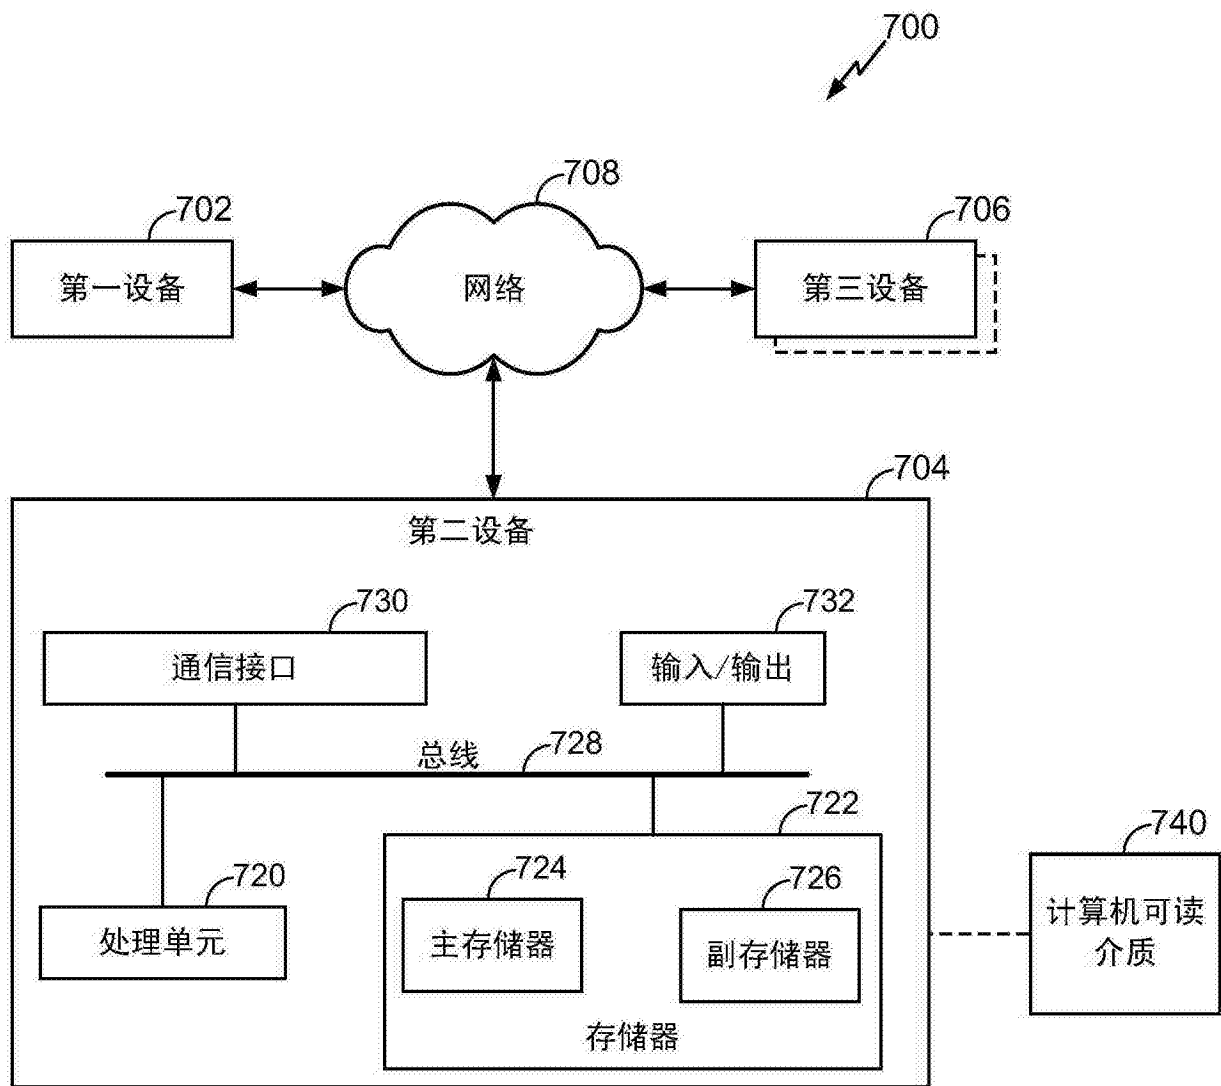 700
708
702
706
第一设备
网络
第三设备
704
第二设备
730
732
通信接口
输入/输出
总线
728
722
740
724
726
720
主存储器
副存储器
处理单元
计算机可读
介质
存储器